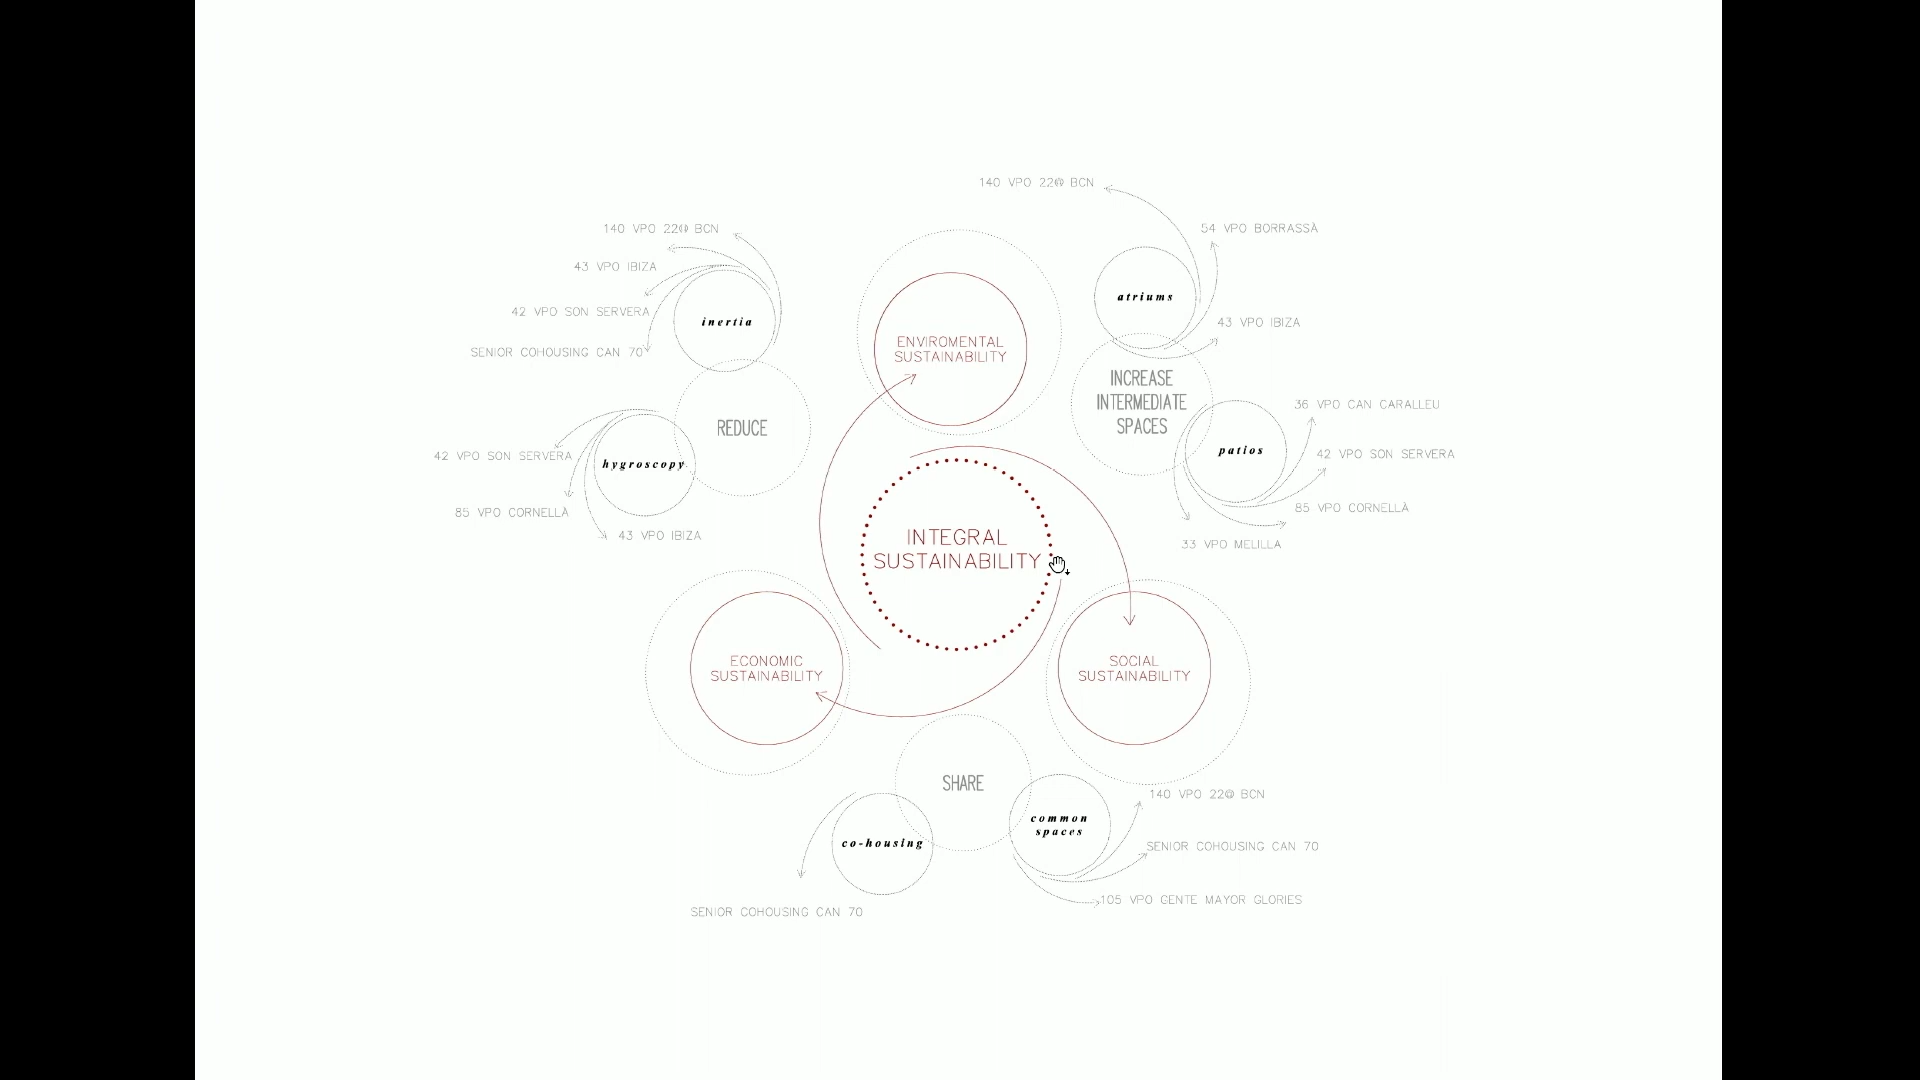 140 VPO 22@ BCN
140 VPO 22@ BCN
54 VPO BORRASSÀ
43 VPO IBIZA
42 VPO SON SERVERA
SENIOR COHOUSING CAN 70
inertia
ENVIROMENTAL
SUSTAINABILITY
atriums
43 VPO IBIZA
REDUCE
INCREASE
INTERMEDIATE
SPACES
36 VPO CAN CARALLEU
42 VPO SON SERVERA
hygroscopy
patios
42 VPO SON SERVERA
85 VPO CORNELLÀ
43 VPO IBIZA
85 VPO CORNELLÀ
33 VPO MELILLA
INTEGRAL
SUSTAINABILITY
ECONOMIC
SUSTAINABILITY
SOCIAL
SUSTAINABILITY
SHARE
140 VPO 22@ BCN
common
spaces
co-housing
SENIOR COHOUSING CAN 70
105 VPO GENTE MAYOR GLORIES
SENIOR COHOUSING CAN 70